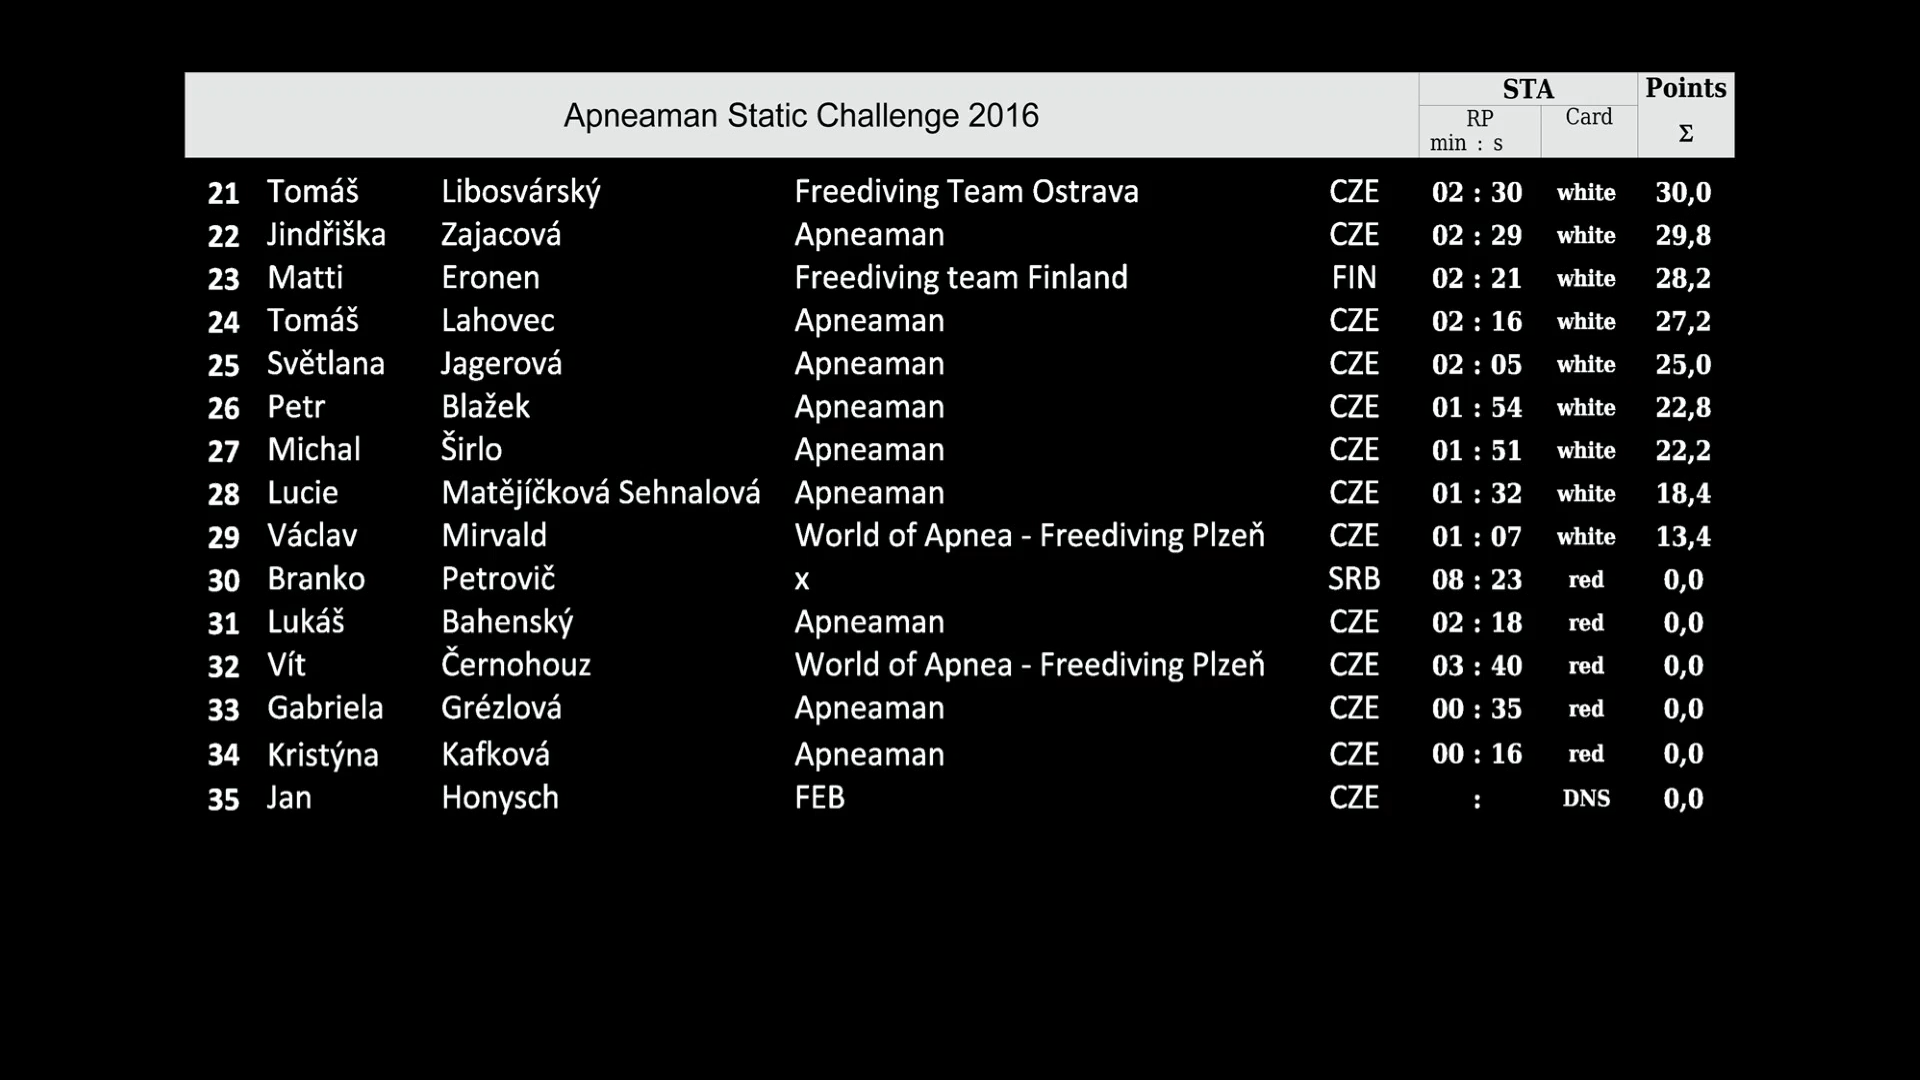 Apneaman Static Challenge 2016 STA Points
RP Card Σ
min : s
21 Tomáš Libosvárský Freediving Team Ostrava CZE 02 : 30 white 30,0
22 Jindřiška Zajacová Apneaman CZE 02 : 29 white 29,8
23 Matti Eronen Freediving team Finland FIN 02 : 21 white 28,2
24 Tomáš Lahovec Apneaman CZE 02 : 16 white 27,2
25 Světlana Jagerová Apneaman CZE 02 : 05 white 25,0
26 Petr Blažek Apneaman CZE 01 : 54 white 22,8
27 Michal Širlo Apneaman CZE 01 : 51 white 22,2
28 Lucie Matějíčková Sehnalová Apneaman CZE 01 : 32 white 18,4
29 Václav Mirvald World of Apnea - Freediving Plzeň CZE 01 : 07 white 13,4
30 Branko Petrovič x SRB 08 : 23 red 0,0
31 Lukáš Bahenský Apneaman CZE 02 : 18 red 0,0
32 Vít Černohouz World of Apnea - Freediving Plzeň CZE 03 : 40 red 0,0
33 Gabriela Grézlová Apneaman CZE 00 : 35 red 0,0
34 Kristýna Kafková Apneaman CZE 00 : 16 red 0,0
35 Jan Honysch FEB CZE : DNS 0,0